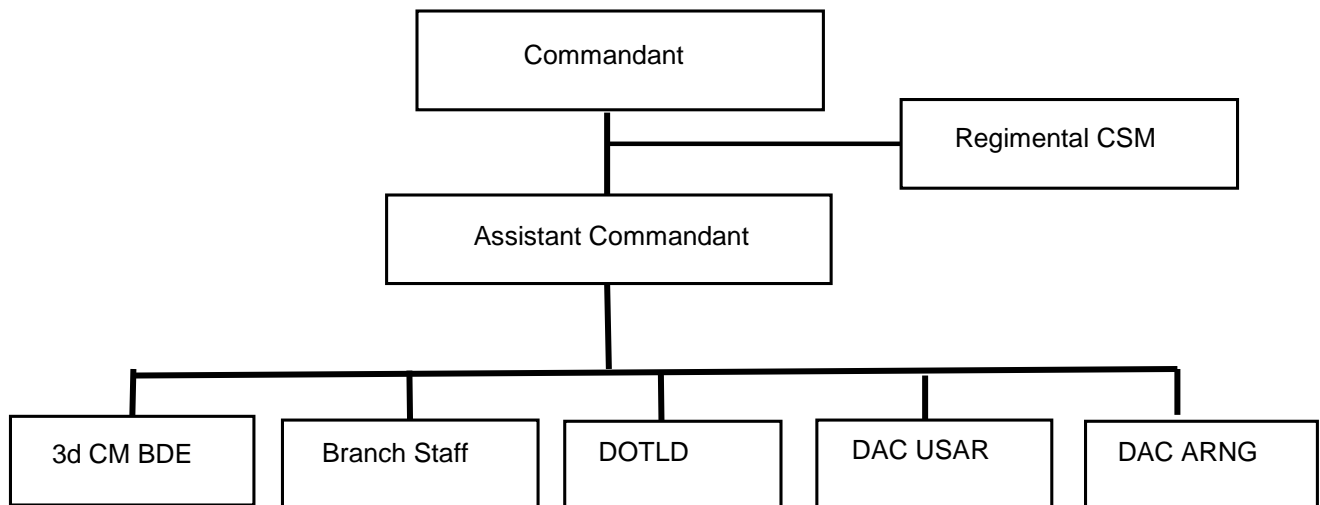 Commandant
Regimental CSM
Assistant Commandant
3d CM BDE
Branch Staff
DOTLD
DAC USAR
DAC ARNG